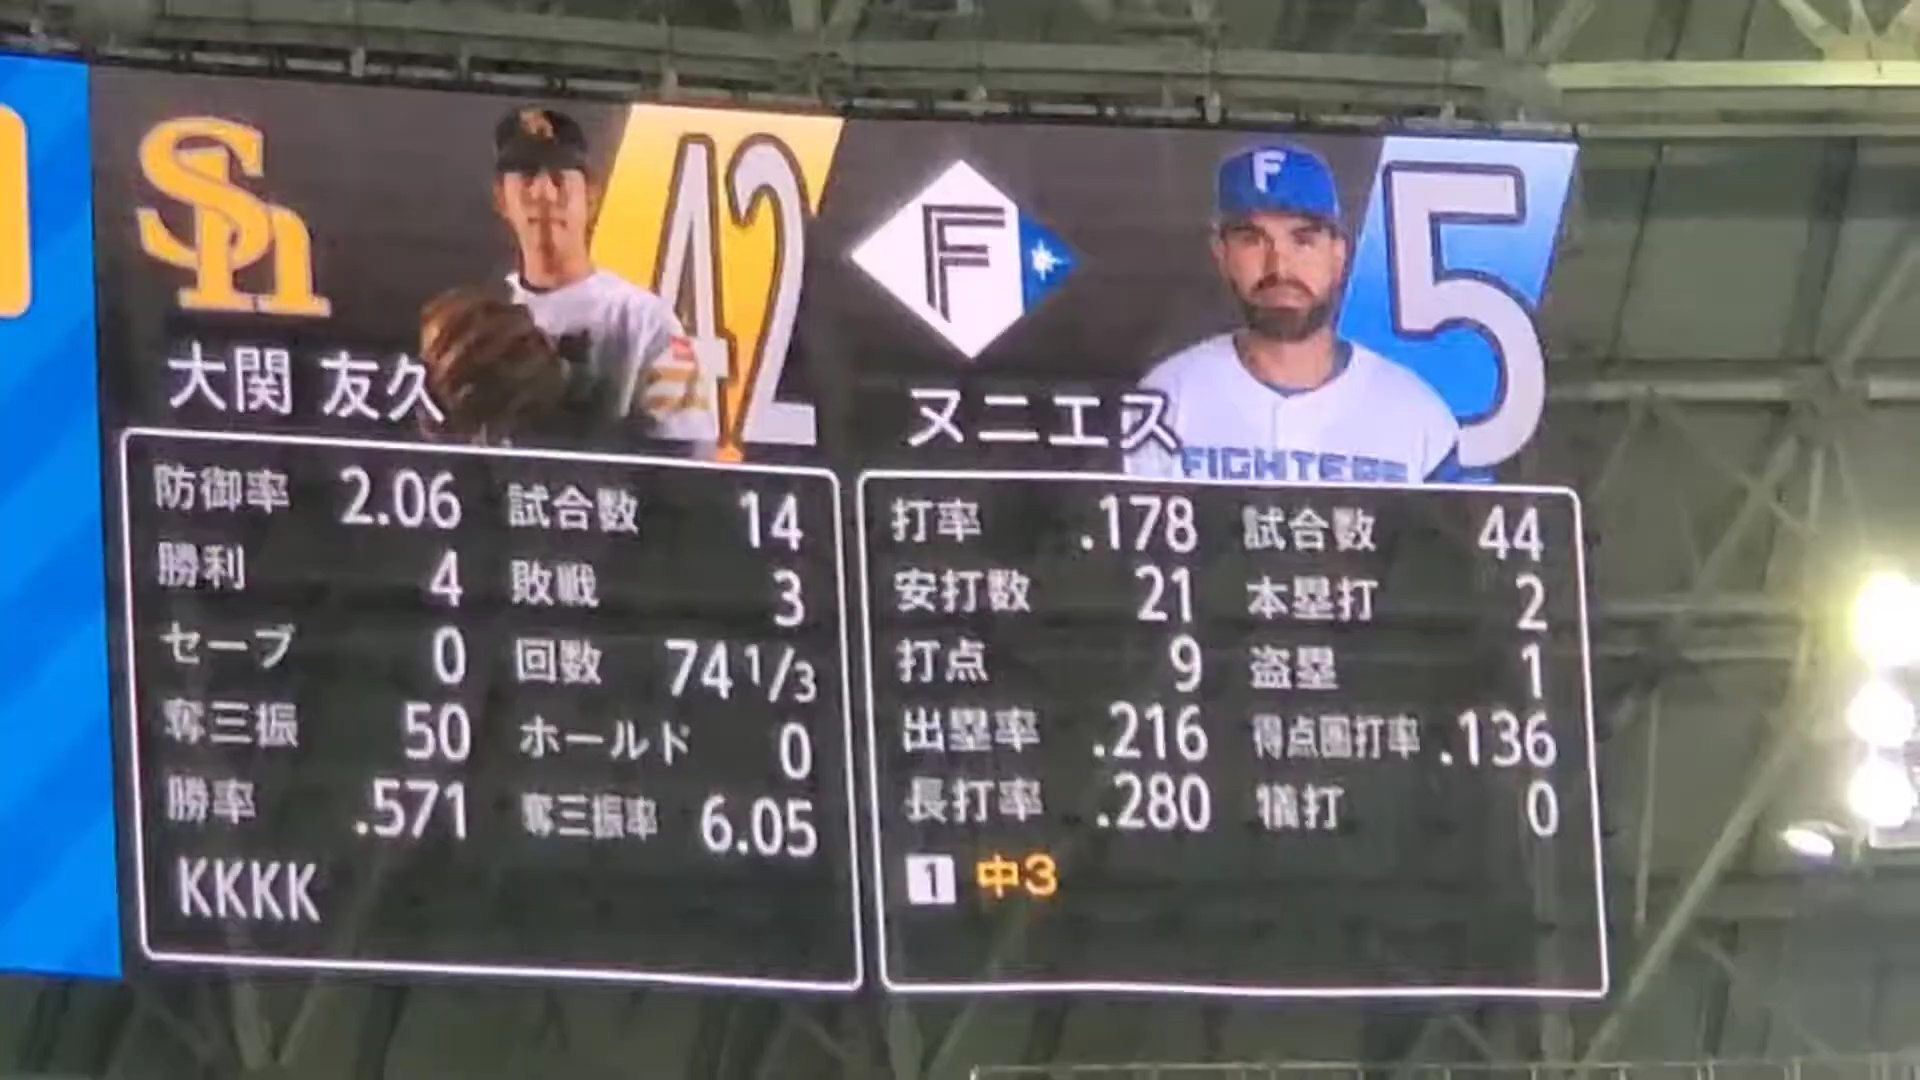 Sh
42
大関 友久
防御率 2.06 試合数 14
勝利 4 敗戦 3
セーブ 0 回数 74 1/3
奪三振 50 ホールド 0
勝率 .571 奪三振率 6.05
KKKK
F
F
5
FIGHTERS
ヌニエス
打率 .178 試合数 44
安打数 21 本塁打 2
打点 9 盗塁 1
出塁率 .216 得点圏打率 .136
長打率 .280 犠打 0
1 中3